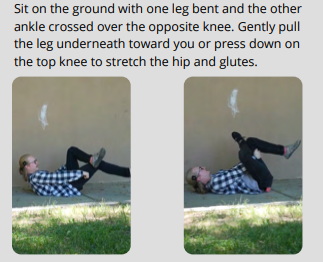 Sit on the ground with one leg bent and the other
ankle crossed over the opposite knee. Gently pull
the leg underneath toward you or press down on
the top knee to stretch the hip and glutes.